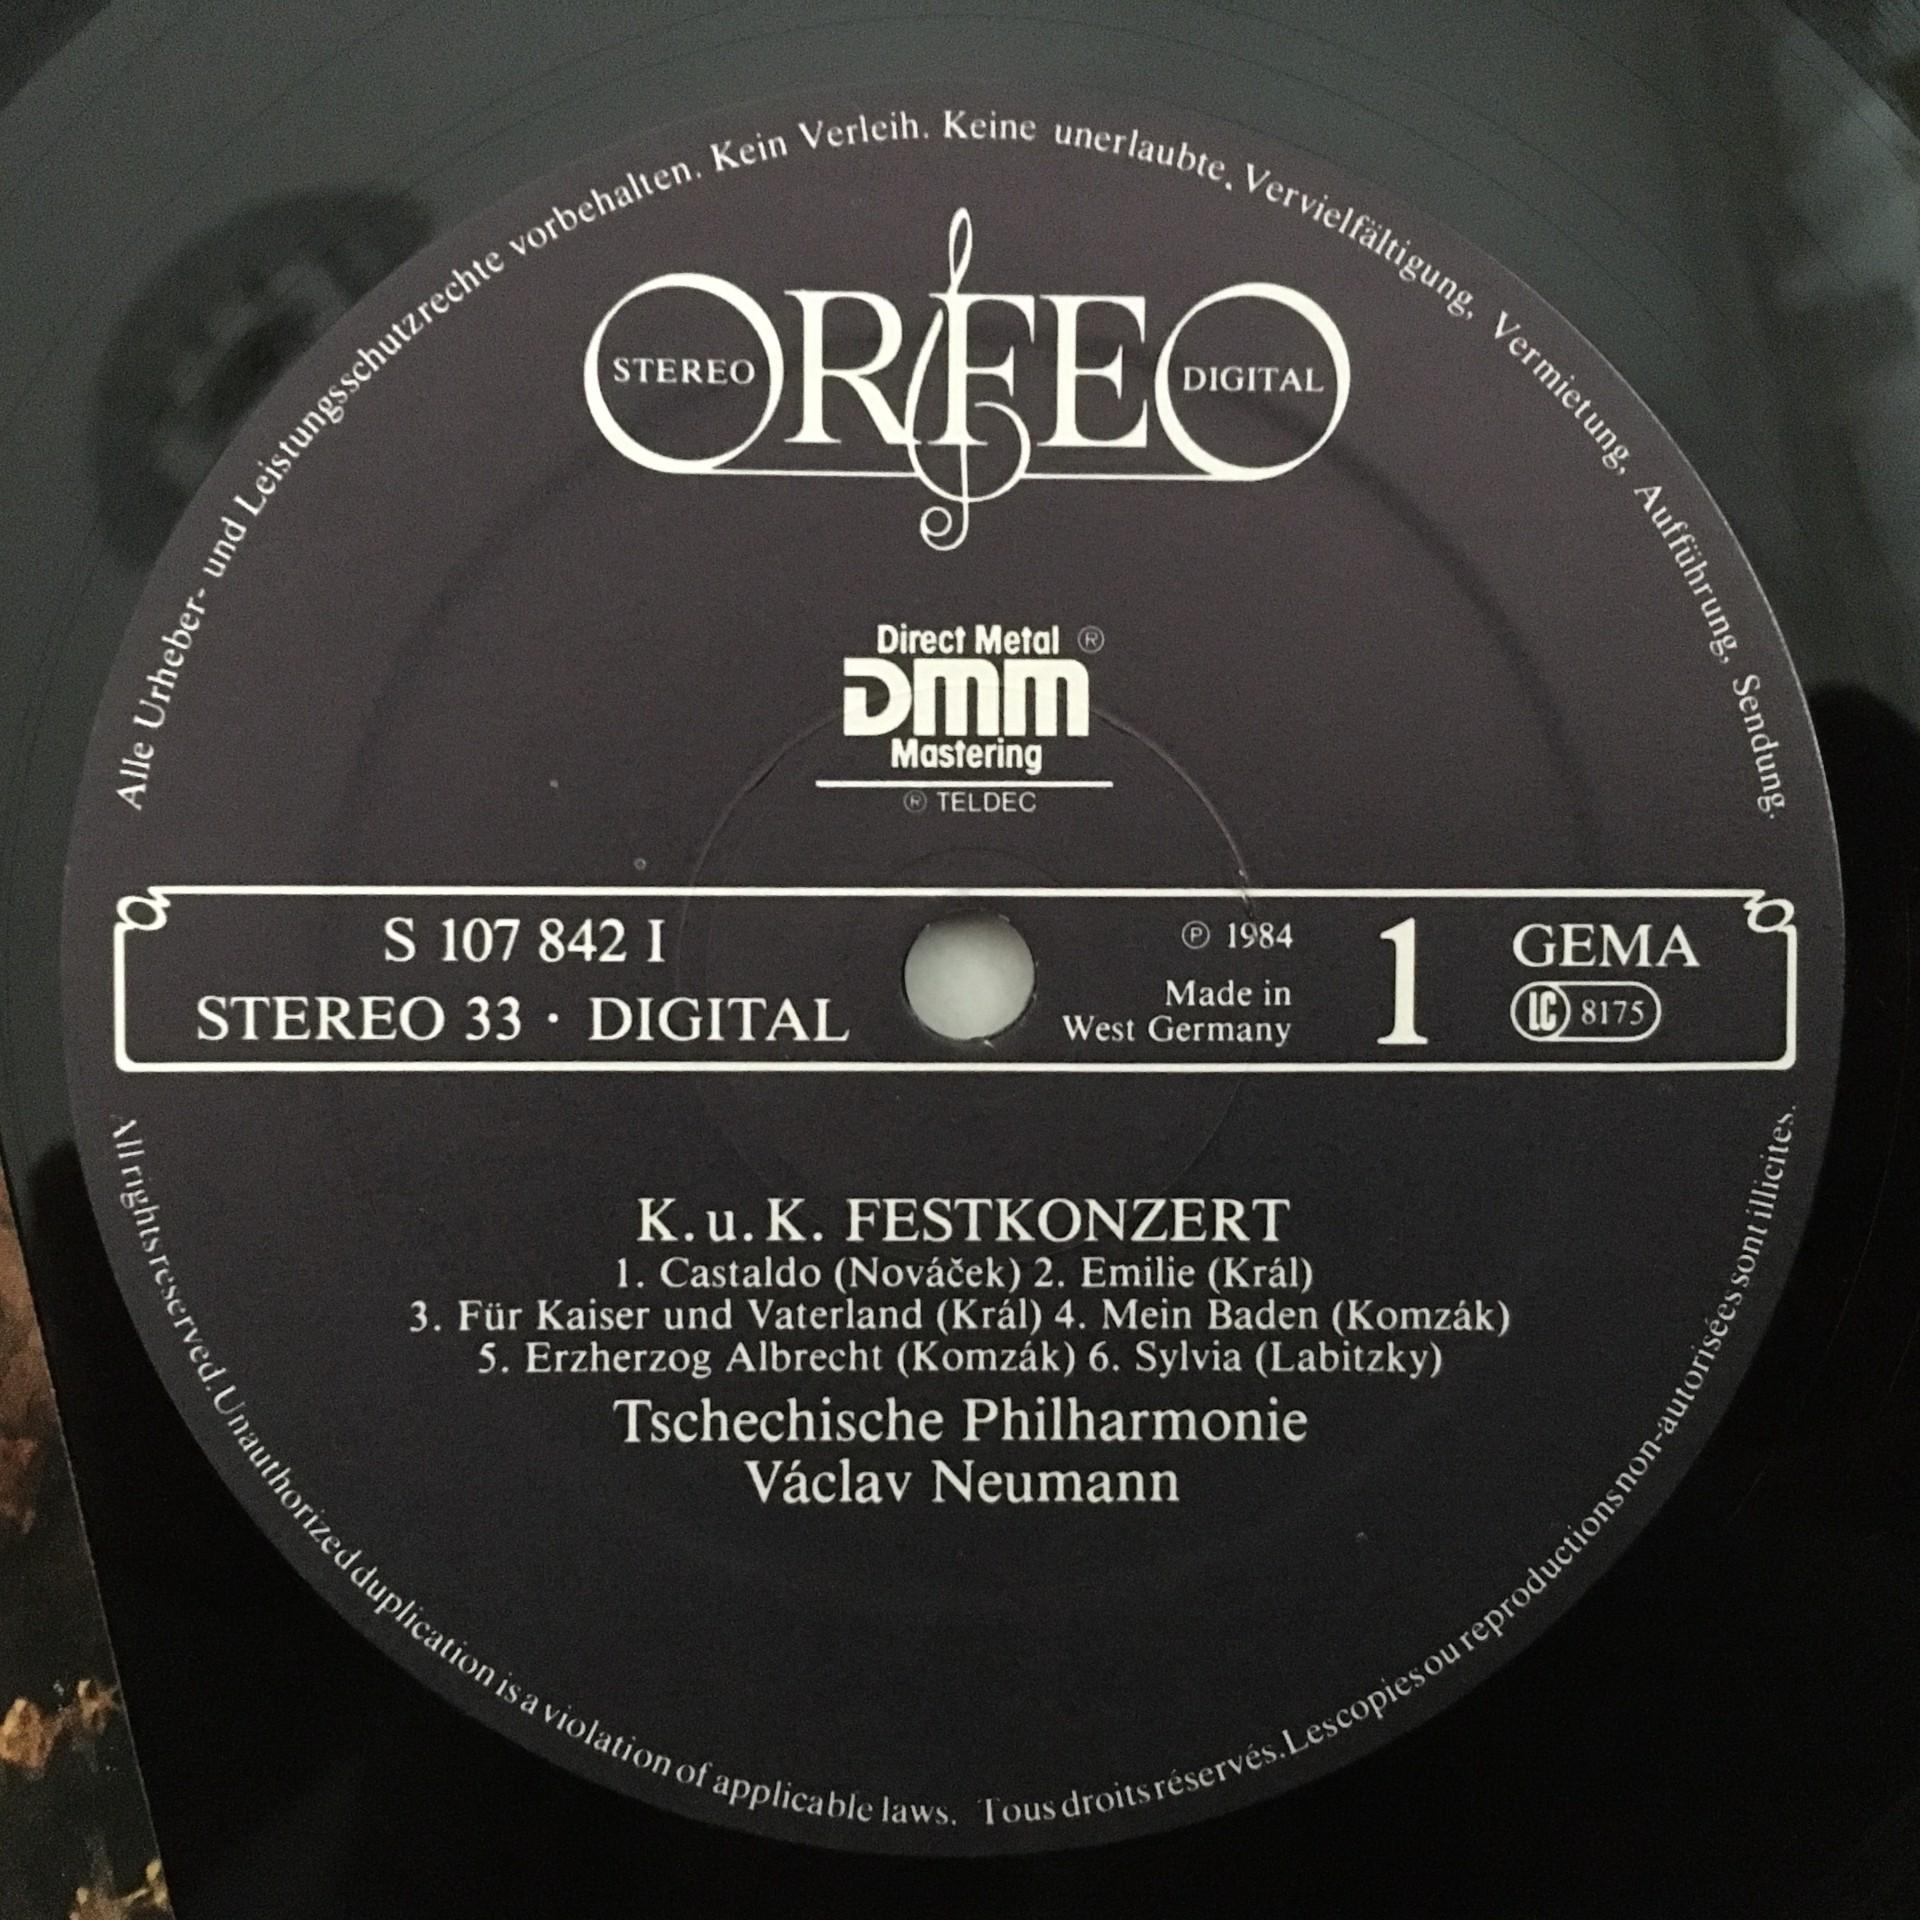 Alle Urheber- und Leistungsschutzrechte vorbehalten. Kein Verleih. Keine unerlaubte, Vervielfältigung, Vermietung, Aufführung, Sendung.
ORFEO
STEREO
DIGITAL
Direct Metal ®
DMM
Mastering
® TELDEC
S 107 842 I
STEREO 33 · DIGITAL
℗ 1984
Made in
West Germany
1
GEMA
LC 8175
K. u. K. FESTKONZERT
1. Castaldo (Nováček) 2. Emilie (Král)
3. Für Kaiser und Vaterland (Král) 4. Mein Baden (Komzák)
5. Erzherzog Albrecht (Komzák) 6. Sylvia (Labitzky)
Tschechische Philharmonie
Václav Neumann
All rights reserved. Unauthorized duplication is a violation of applicable laws. Tous droits réservés. Les copies ou reproductions non-autorisées sont illicites.